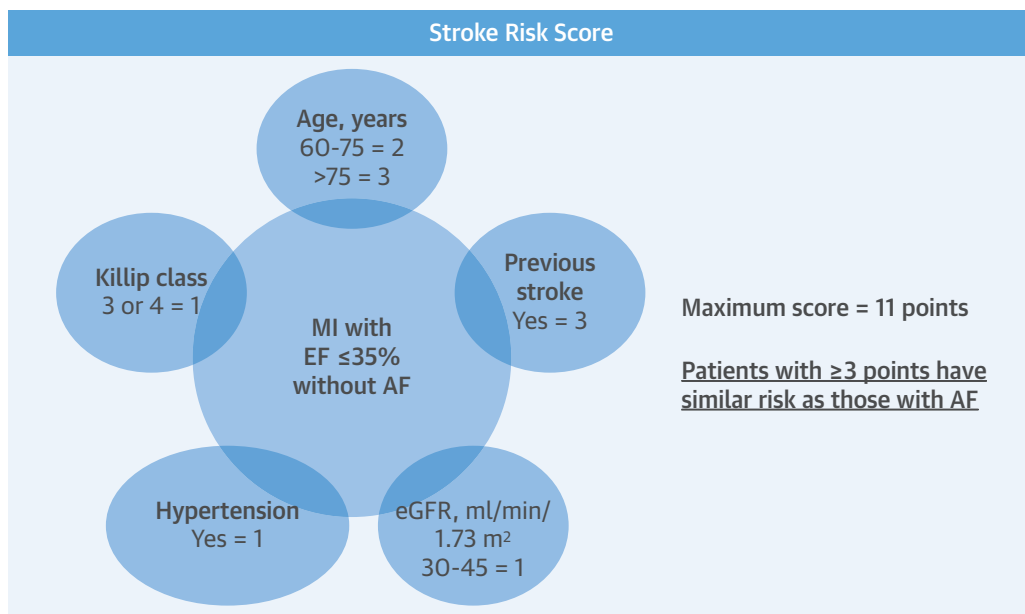 Stroke Risk Score
Age, years
60-75 = 2
>75 = 3
Killip class
3 or 4 = 1
Previous
stroke
Yes = 3
MI with
EF ≤35%
without AF
Hypertension
Yes = 1
eGFR, ml/min/
1.73 m²
30-45 = 1
Maximum score = 11 points
Patients with ≥3 points have
similar risk as those with AF